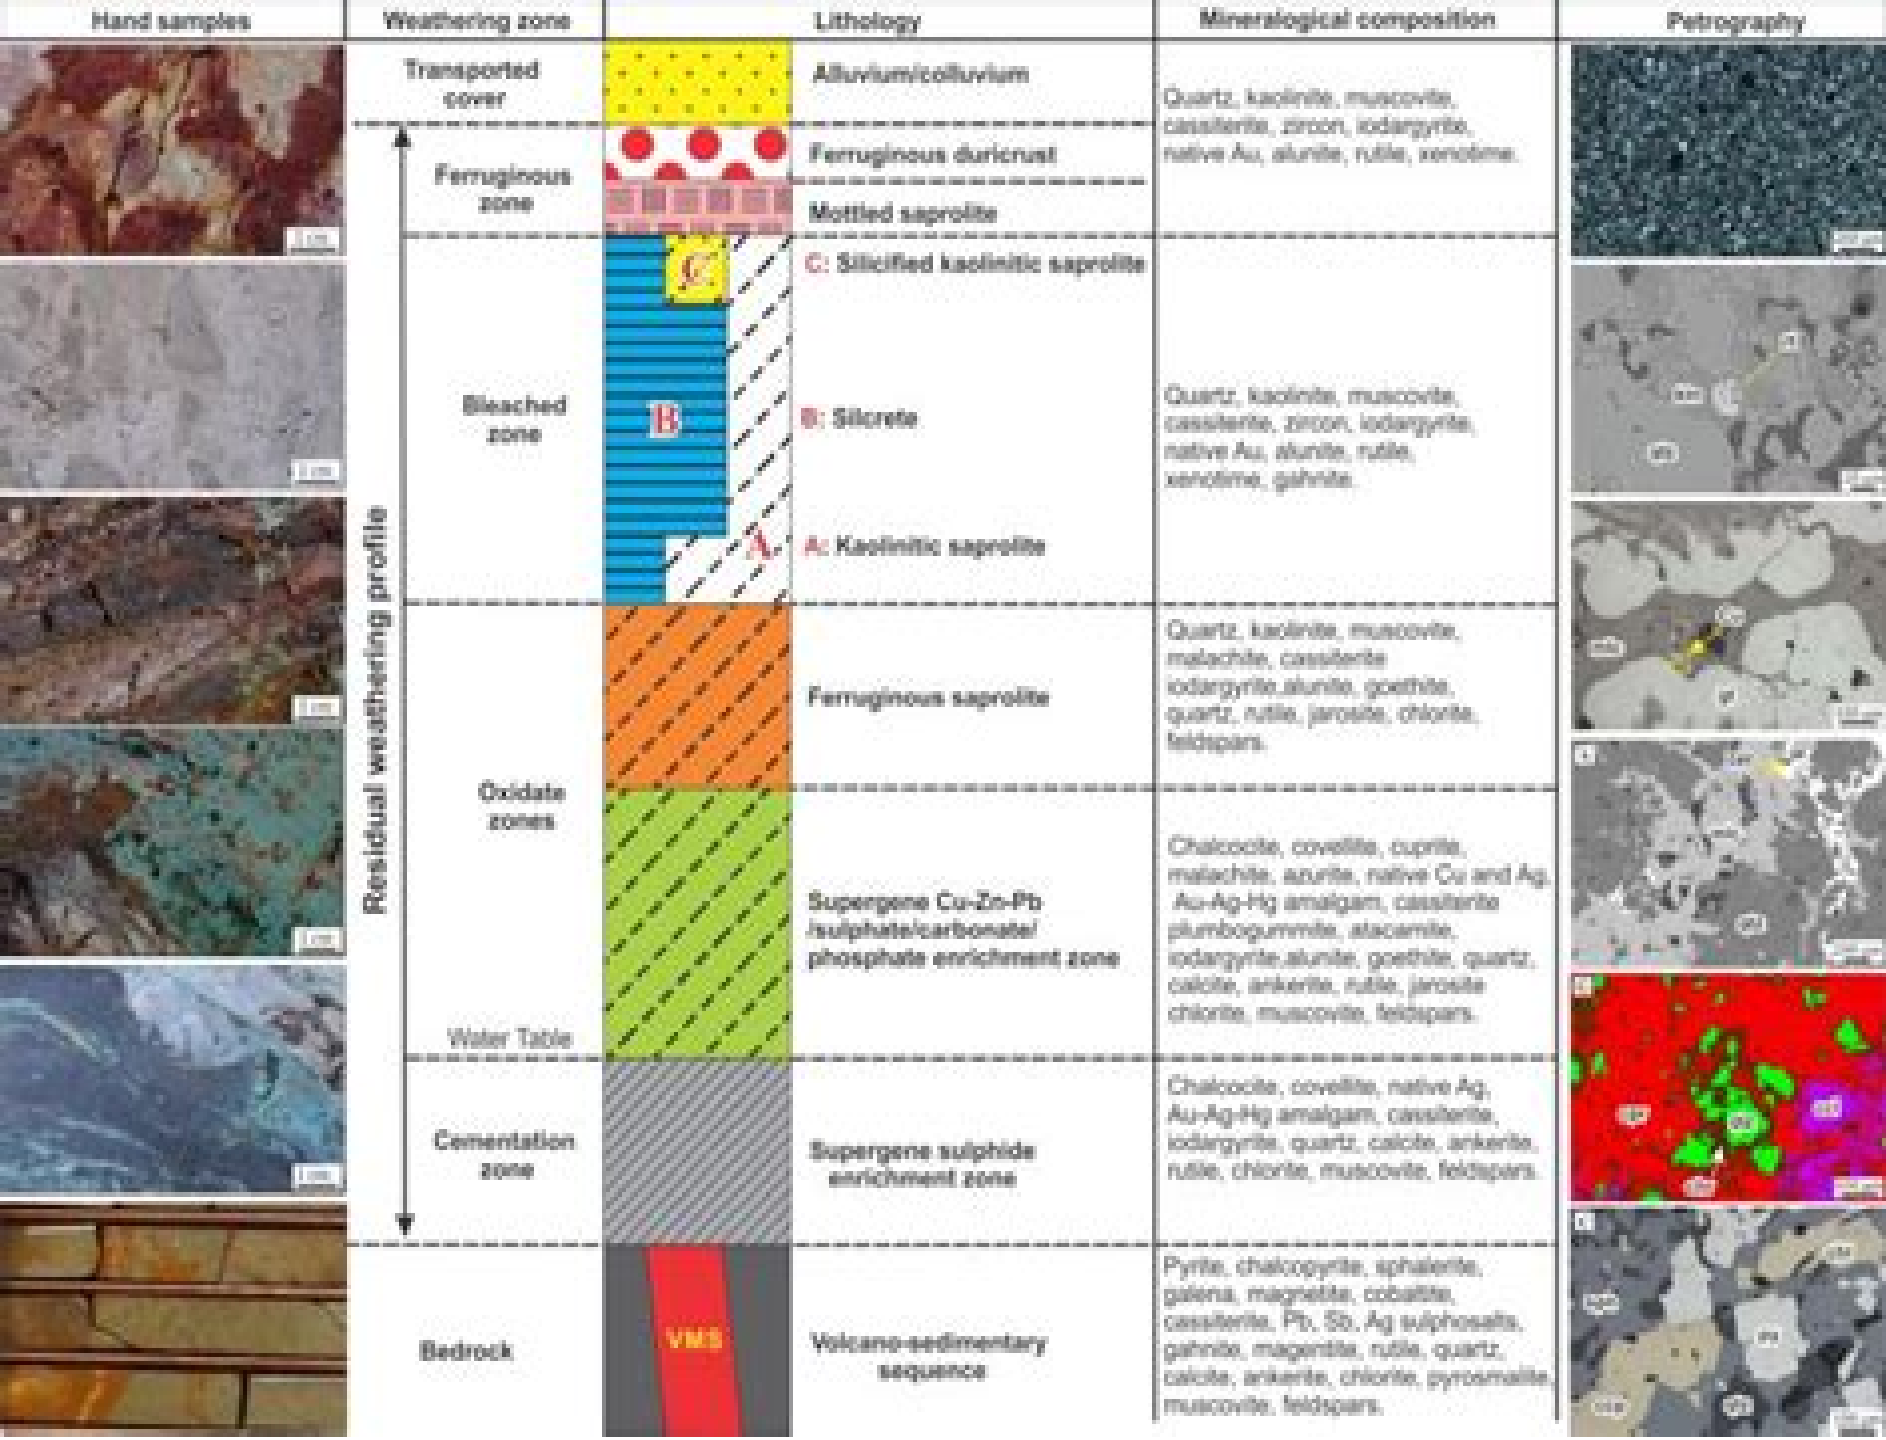 Hand samples
Weathering zone
Lithology
Mineralogical composition
Petrography
Transported
cover
Alluvium/colluvium
Quartz, kaolinite, muscovite,
cassiterite, zircon, iodargyrite,
native Au, alunite, rutile, xenotime.
Ferruginous
zone
Ferruginous duricrust
Mottled saprolite
Residual weathering profile
Bleached
zone
C
B
A
C: Silicified kaolinitic saprolite
B: Silcrete
A: Kaolinitic saprolite
Quartz, kaolinite, muscovite,
cassiterite, zircon, iodargyrite,
native Au, alunite, rutile,
xenotime, gahnite.
Oxidate
zones
Ferruginous saprolite
Quartz, kaolinite, muscovite,
malachite, cassiterite
iodargyrite,alunite, goethite,
quartz, rutile, jarosite, chlorite,
feldspars.
Supergene Cu-Zn-Pb
/sulphate/carbonate/
phosphate enrichment zone
Chalcocite, covellite, cuprite,
malachite, azurite, native Cu and Ag,
Au-Ag-Hg amalgam, cassiterite
plumbogummite, atacamite,
iodargyrite,alunite, goethite, quartz,
calcite, ankerite, rutile, jarosite
chlorite, muscovite, feldspars.
Water Table
Cementation
zone
Supergene sulphide
enrichment zone
Chalcocite, covellite, native Ag,
Au-Ag-Hg amalgam, cassiterite,
iodargyrite, quartz, calcite, ankerite,
rutile, chlorite, muscovite, feldspars.
Bedrock
VMS
Volcano-sedimentary
sequence
Pyrite, chalcopyrite, sphalerite,
galena, magnetite, cobaltite,
cassiterite, Pb, Sb, Ag sulphosalts,
gahnite, magentite, rutile, quartz,
calcite, ankerite, chlorite, pyrosmalite,
muscovite, feldspars.